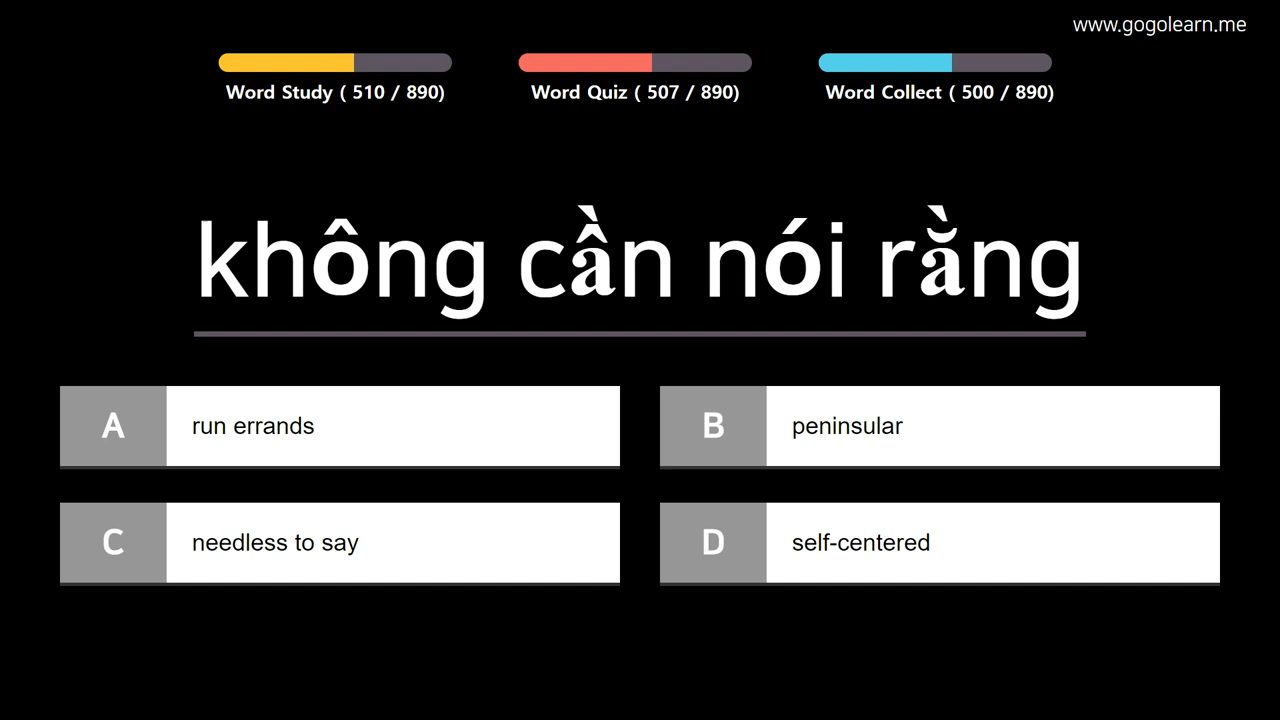 www.gogolearn.me
Word Study ( 510 / 890)
Word Quiz ( 507 / 890)
Word Collect ( 500 / 890)
không cần nói rằng
A run errands
B peninsular
C needless to say
D self-centered